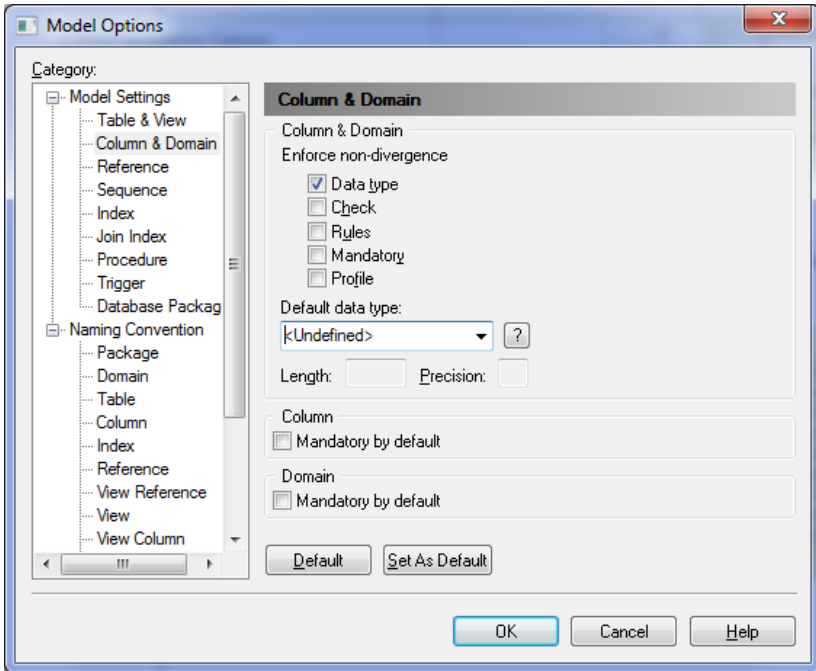 Model Options
Category:
Model Settings
Table & View
Column & Domain
Reference
Sequence
Index
Join Index
Procedure
Trigger
Database Packag
Naming Convention
Package
Domain
Table
Column
Index
Reference
View Reference
View
View Column
Column & Domain
Column & Domain
Enforce non-divergence
Data type
Check
Rules
Mandatory
Profile
Default data type:
<Undefined>
?
Length: Precision:
Column
Mandatory by default
Domain
Mandatory by default
Default Set As Default
OK Cancel Help